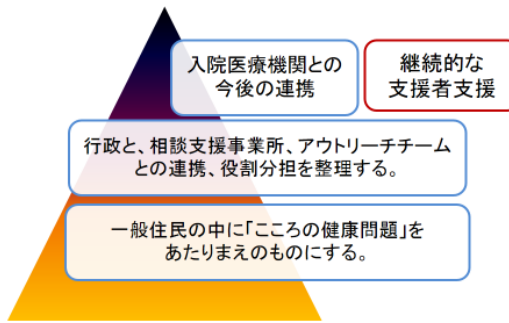 入院医療機関との
今後の連携
継続的な
支援者支援
行政と、相談支援事業所、アウトリーチチーム
との連携、役割分担を整理する。
一般住民の中に「こころの健康問題」を
あたりまえのものにする。